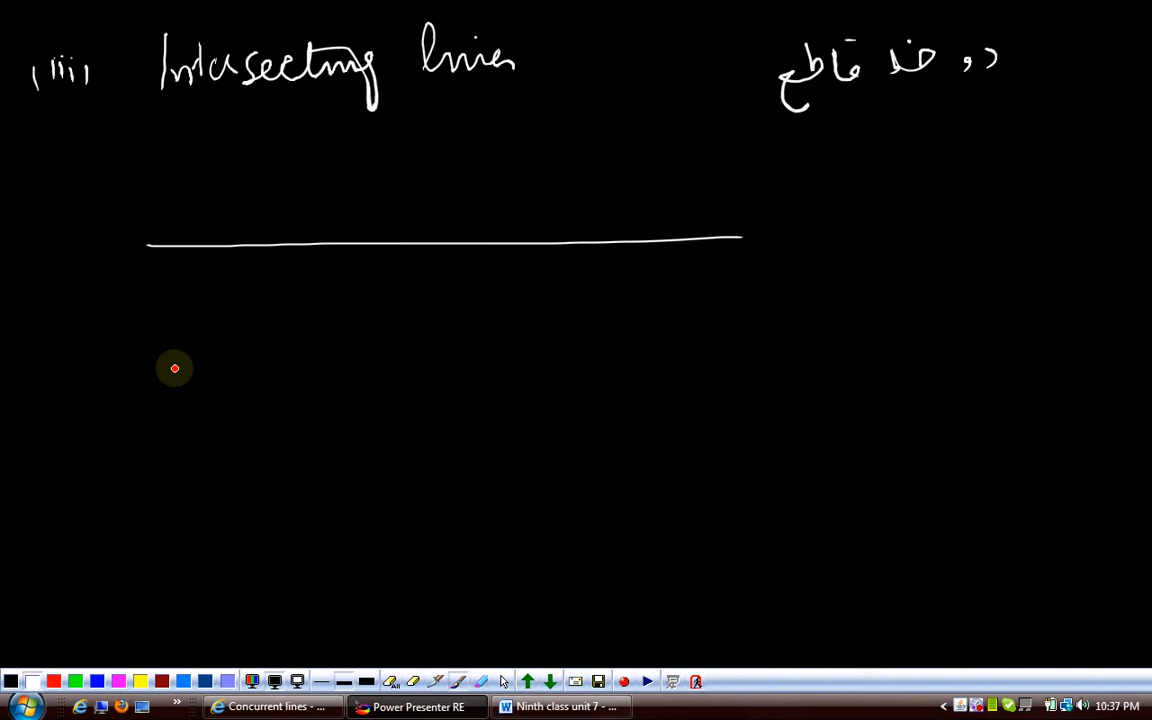 (iii) Intersecting lines دو خط قاطع
Concurrent lines - ... Power Presenter RE Ninth class unit 7 - ... 10:37 PM